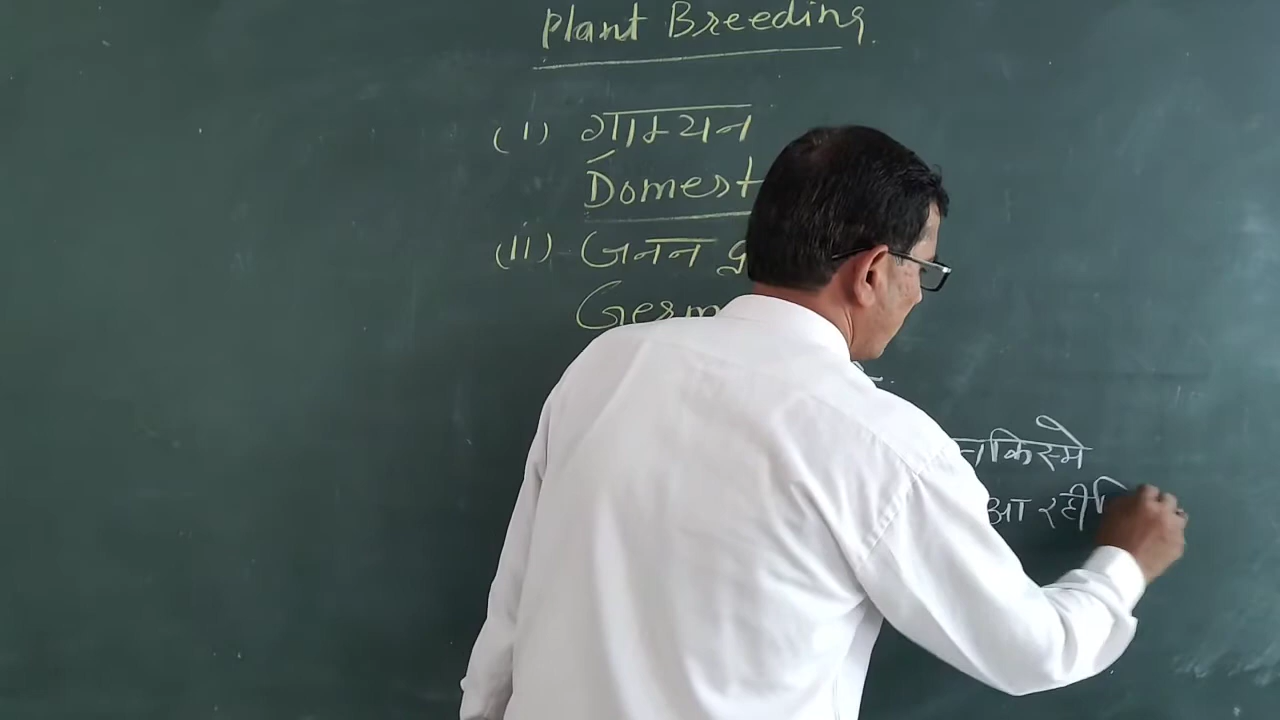 Plant Breeding
(I) ग्राम्यन
Domest
(II) जनन
Germ
किस्मे
आ रही